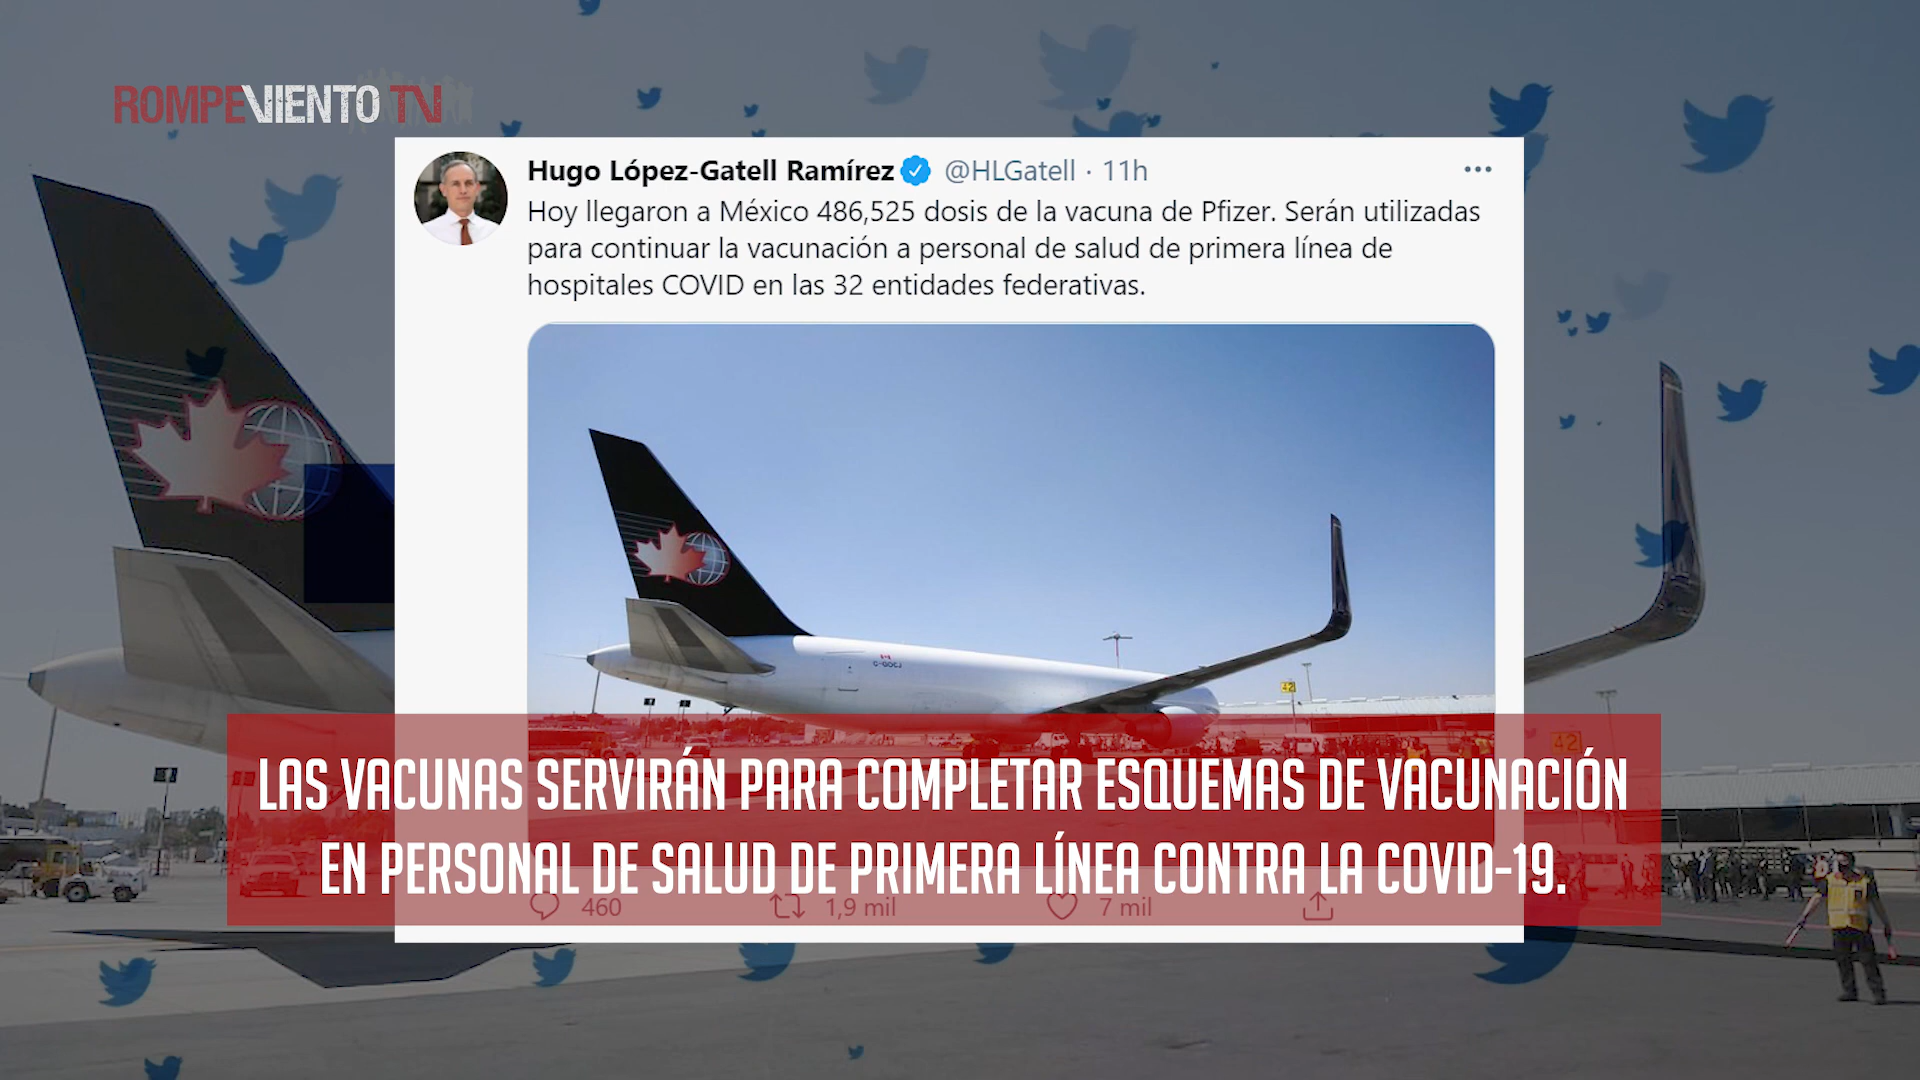 ROMPEVIENTO TV
Hugo López-Gatell Ramírez @HLGatell · 11h
Hoy llegaron a México 486,525 dosis de la vacuna de Pfizer. Serán utilizadas
para continuar la vacunación a personal de salud de primera línea de
hospitales COVID en las 32 entidades federativas.
C-GOCJ
42
42
LAS VACUNAS SERVIRÁN PARA COMPLETAR ESQUEMAS DE VACUNACIÓN
EN PERSONAL DE SALUD DE PRIMERA LÍNEA CONTRA LA COVID-19.
460 1,9 mil 7 mil